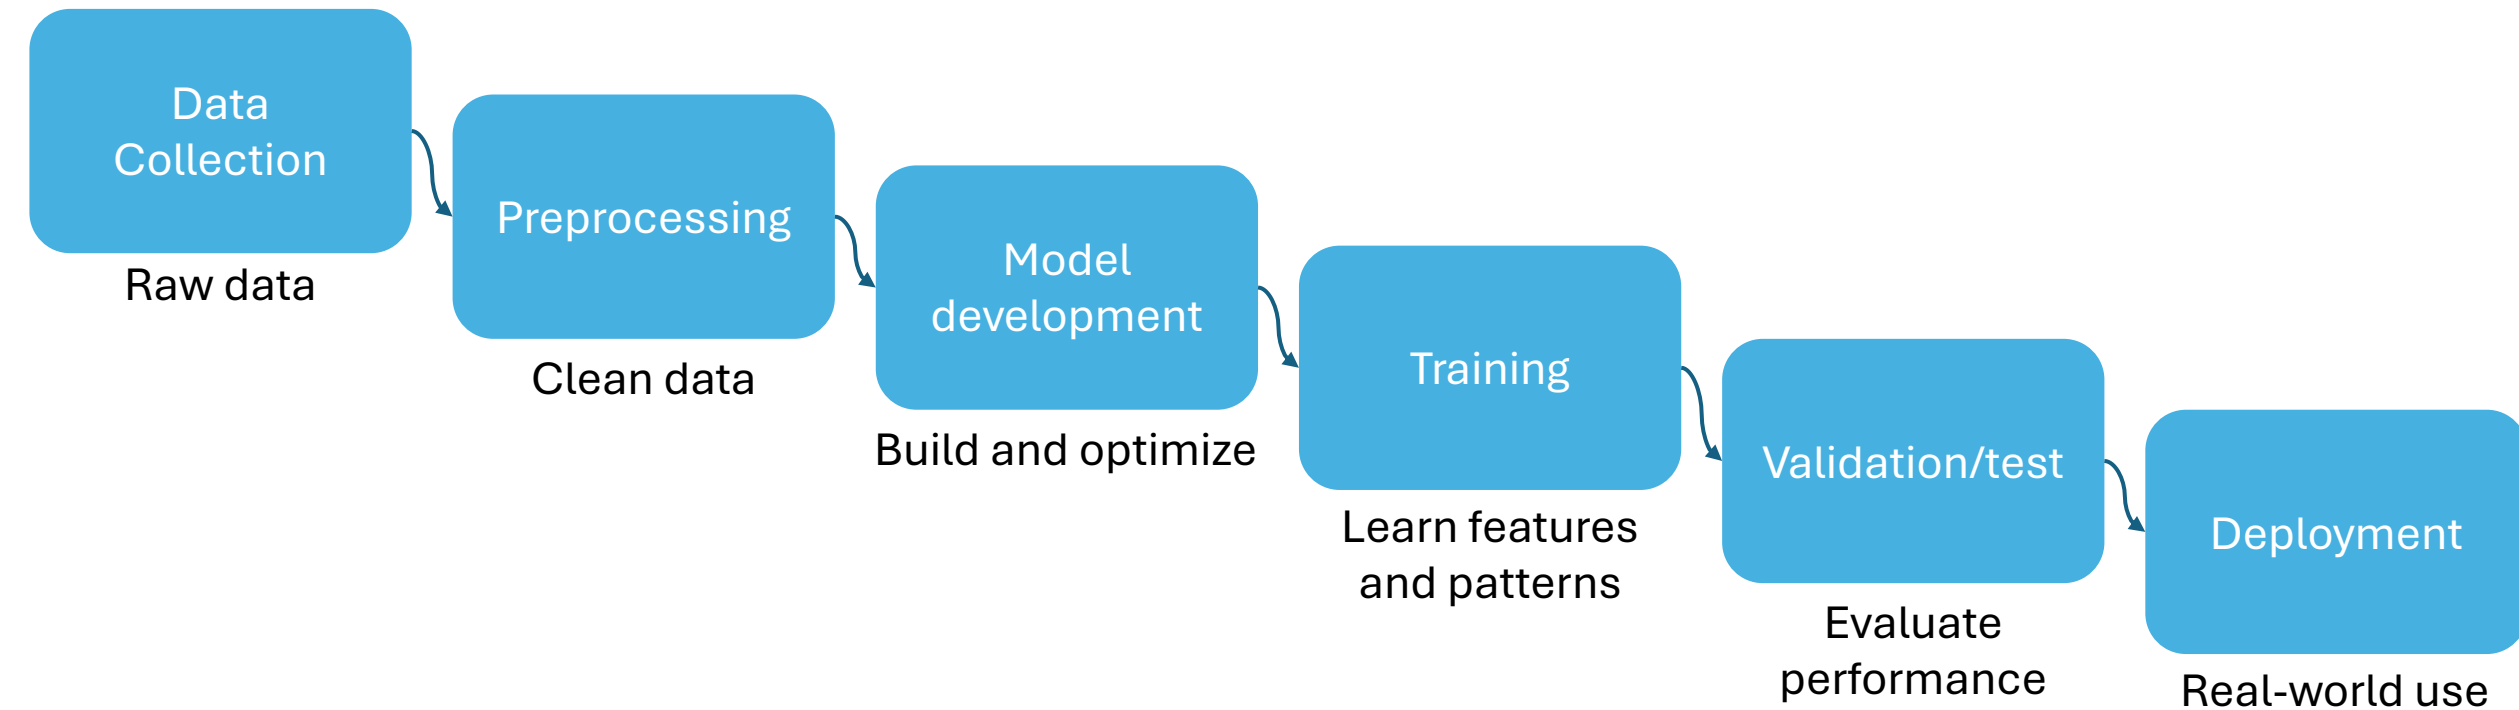 Data
Collection
Raw data
Preprocessing
Clean data
Model
development
Build and optimize
Training
Learn features
and patterns
Validation/test
Evaluate
performance
Deployment
Real-world use